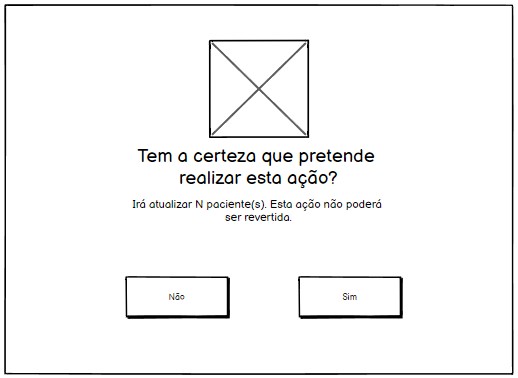 Tem a certeza que pretende
realizar esta ação?
Irá atualizar N paciente(s). Esta ação não poderá
ser revertida.
Não
Sim